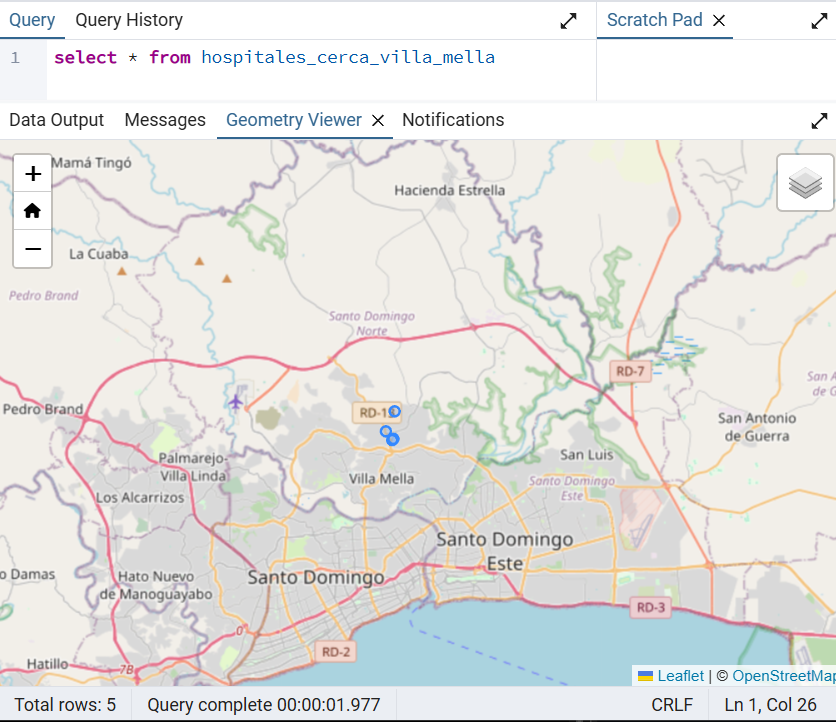 Query Query History Scratch Pad
1 select * from hospitales_cerca_villa_mella
Data Output Messages Geometry Viewer Notifications
+
−
Mamá Tingó
Hacienda Estrella
La Cuaba
Pedro Brand
Santo Domingo
Norte
RD-7
San A
de G
Pedro Brand
San Antonio
de Guerra
Palmarejo-
Villa Linda
San Luis
Villa Mella
Santo Domingo
Este
Los Alcarrizos
Santo Domingo
Este
o Damas
Hato Nuevo
de Manoguayabo
Santo Domingo
RD-3
RD-2
Hatillo
7B
Leaflet | © OpenStreetMap
Total rows: 5 Query complete 00:00:01.977 CRLF Ln 1, Col 26